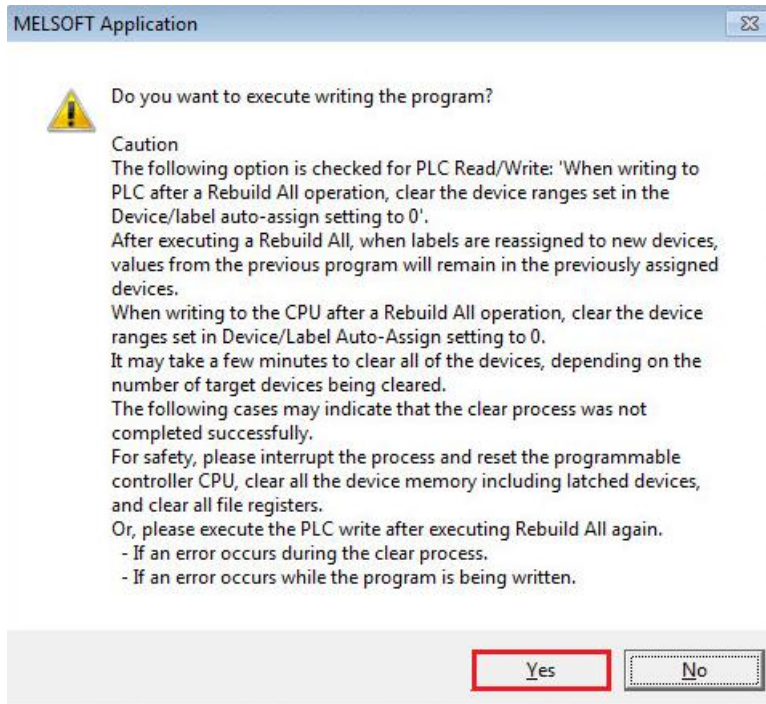 MELSOFT Application
Do you want to execute writing the program?
Caution
The following option is checked for PLC Read/Write: 'When writing to
PLC after a Rebuild All operation, clear the device ranges set in the
Device/label auto-assign setting to 0'.
After executing a Rebuild All, when labels are reassigned to new devices,
values from the previous program will remain in the previously assigned
devices.
When writing to the CPU after a Rebuild All operation, clear the device
ranges set in Device/Label Auto-Assign setting to 0.
It may take a few minutes to clear all of the devices, depending on the
number of target devices being cleared.
The following cases may indicate that the clear process was not
completed successfully.
For safety, please interrupt the process and reset the programmable
controller CPU, clear all the device memory including latched devices,
and clear all file registers.
Or, please execute the PLC write after executing Rebuild All again.
- If an error occurs during the clear process.
- If an error occurs while the program is being written.
Yes No